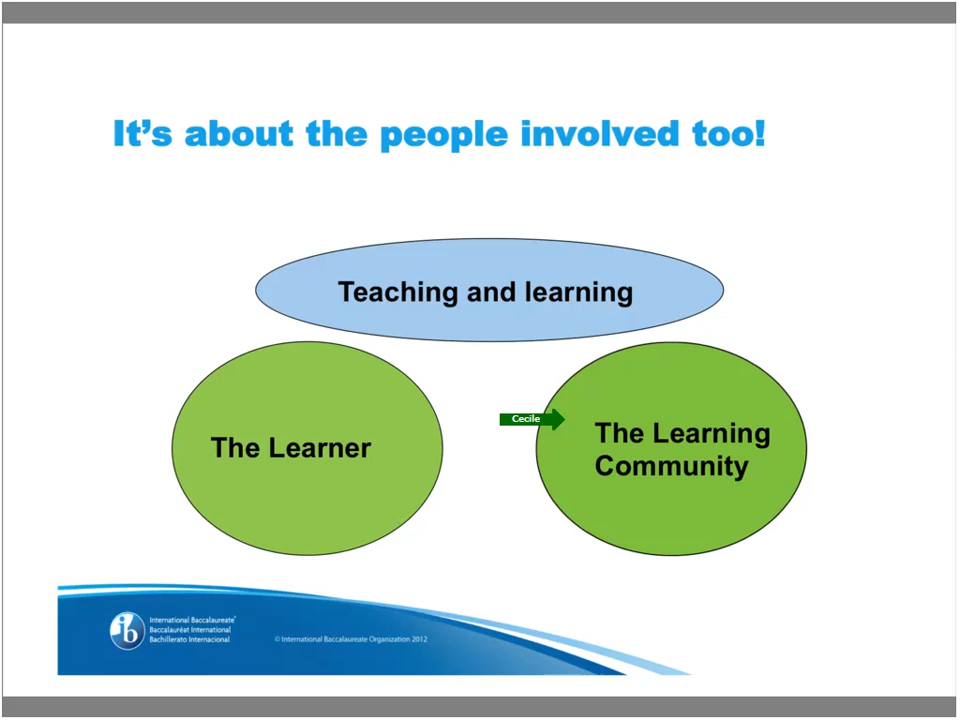 It's about the people involved too!
Teaching and learning
Cecile
The Learner
The Learning
Community
ib
International Baccalaureate®
Baccalauréat International
Bachillerato Internacional
© International Baccalaureate Organization 2012